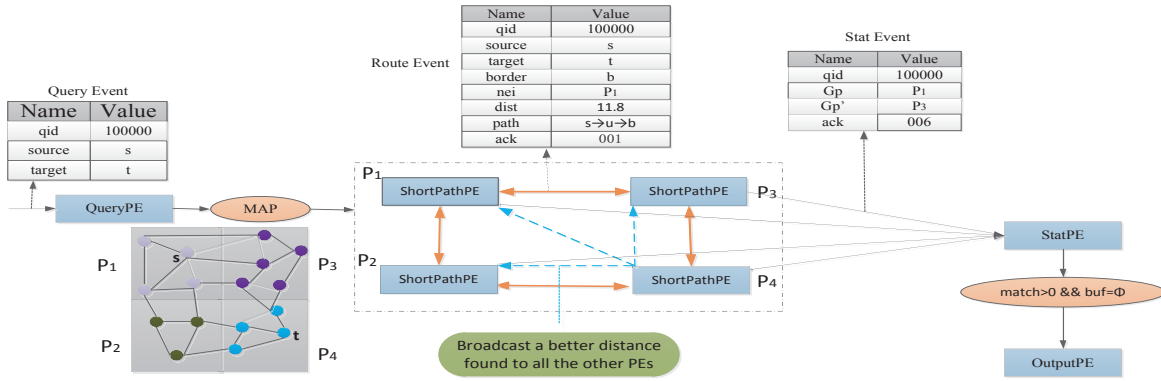 Query Event
Name Value
qid 100000
source s
target t
Route Event
Name Value
qid 100000
source s
target t
border b
nei P1
dist 11.8
path s→u→b
ack 001
Stat Event
Name Value
qid 100000
Gp P1
Gp' P3
ack 006
QueryPE
MAP
P1
ShortPathPE
ShortPathPE
P3
P2
ShortPathPE
ShortPathPE
P4
StatPE
match>0 && buf=Φ
OutputPE
Broadcast a better distance
found to all the other PEs
P1
s
P3
P2
t
P4